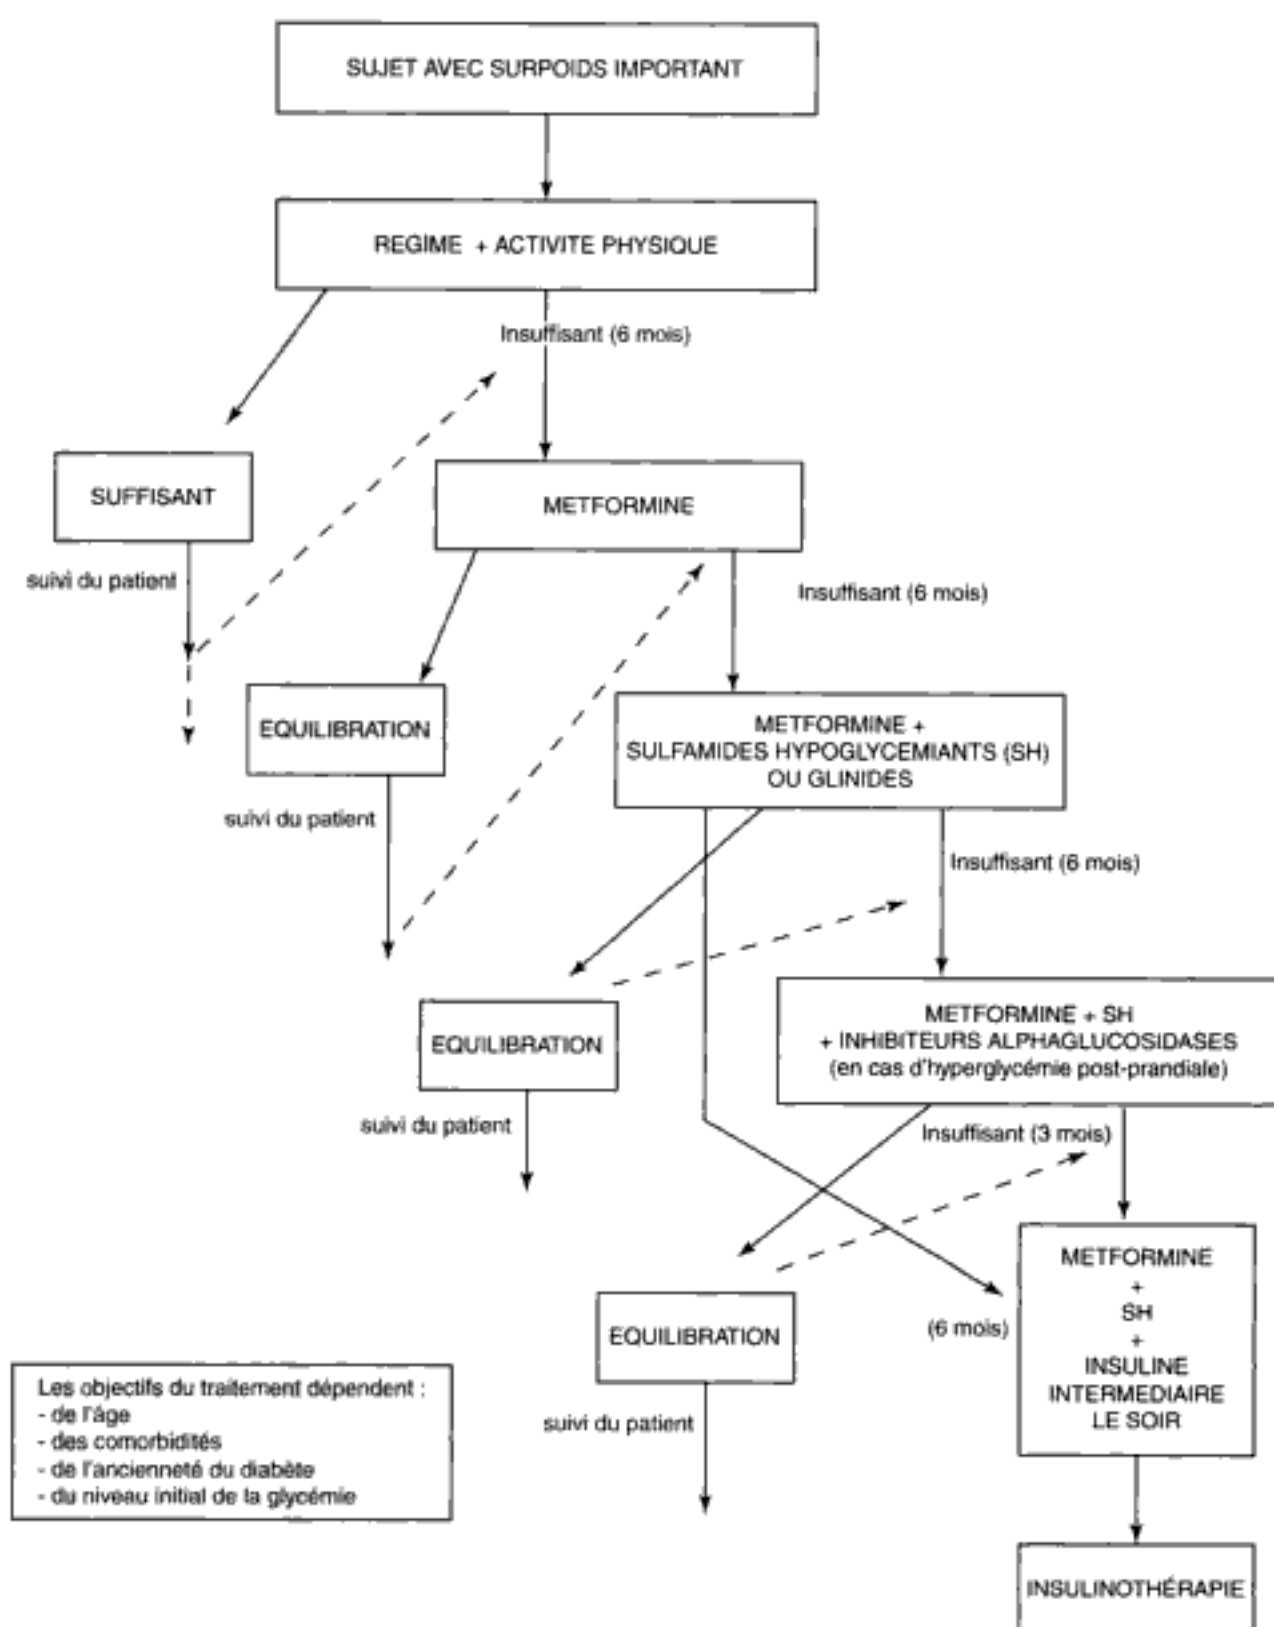 SUJET AVEC SURPOIDS IMPORTANT
REGIME + ACTIVITE PHYSIQUE
Insuffisant (6 mois)
SUFFISANT
METFORMINE
suivi du patient
Insuffisant (6 mois)
EQUILIBRATION
METFORMINE +
SULFAMIDES HYPOGLYCEMIANTS (SH)
OU GLINIDES
suivi du patient
Insuffisant (6 mois)
EQUILIBRATION
METFORMINE + SH
+ INHIBITEURS ALPHAGLUCOSIDASES
(en cas d'hyperglycémie post-prandiale)
suivi du patient
Insuffisant (3 mois)
METFORMINE
+
SH
+
INSULINE
INTERMEDIAIRE
LE SOIR
(6 mois)
EQUILIBRATION
suivi du patient
Les objectifs du traitement dépendent :
- de l'âge
- des comorbidités
- de l'ancienneté du diabète
- du niveau initial de la glycémie
INSULINOTHÉRAPIE